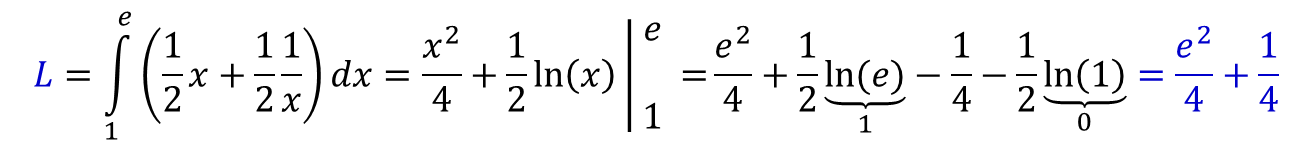 L = ∫₁ᵉ (1/2 x + 1/2 1/x) dx = x²/4 + 1/2 ln(x) |₁ᵉ = e²/4 + 1/2 ln(e) [1] − 1/4 − 1/2 ln(1) [0] = e²/4 + 1/4